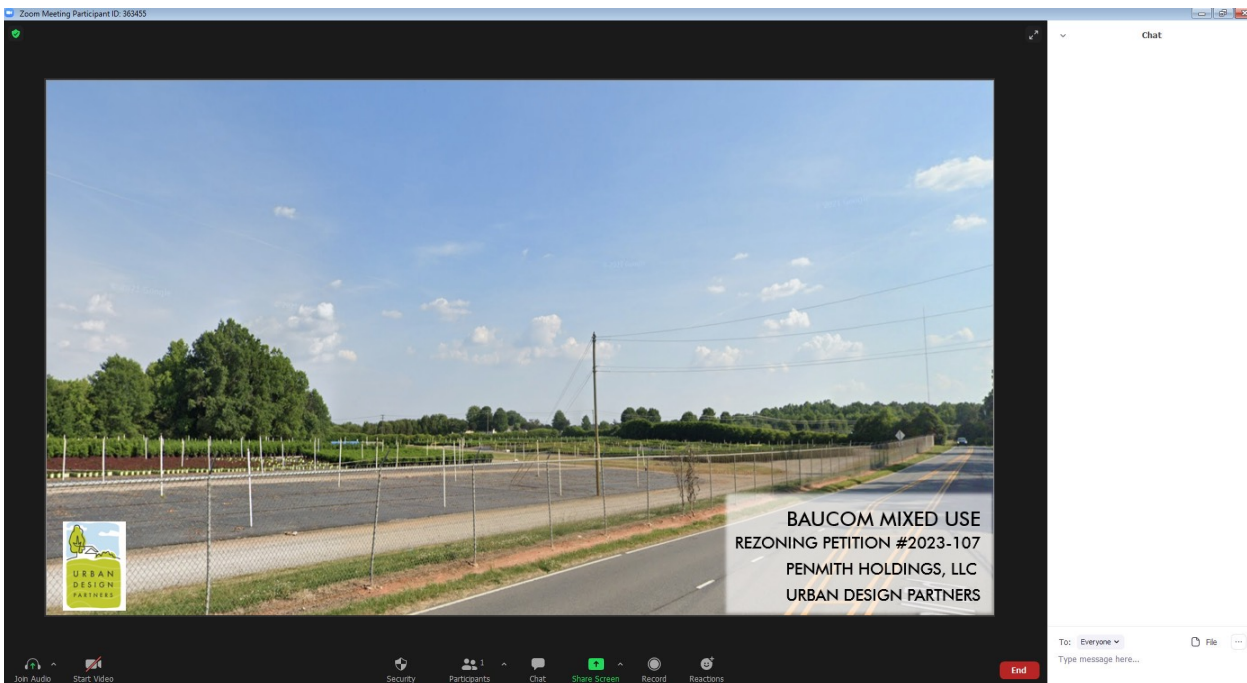 Zoom Meeting Participant ID: 363455
Chat
URBAN
DESIGN
PARTNERS
BAUCOM MIXED USE
REZONING PETITION #2023-107
PENMITH HOLDINGS, LLC
URBAN DESIGN PARTNERS
To: Everyone
File
Type message here...
Join Audio
Start Video
Security
Participants
1
Chat
Share Screen
Record
Reactions
End